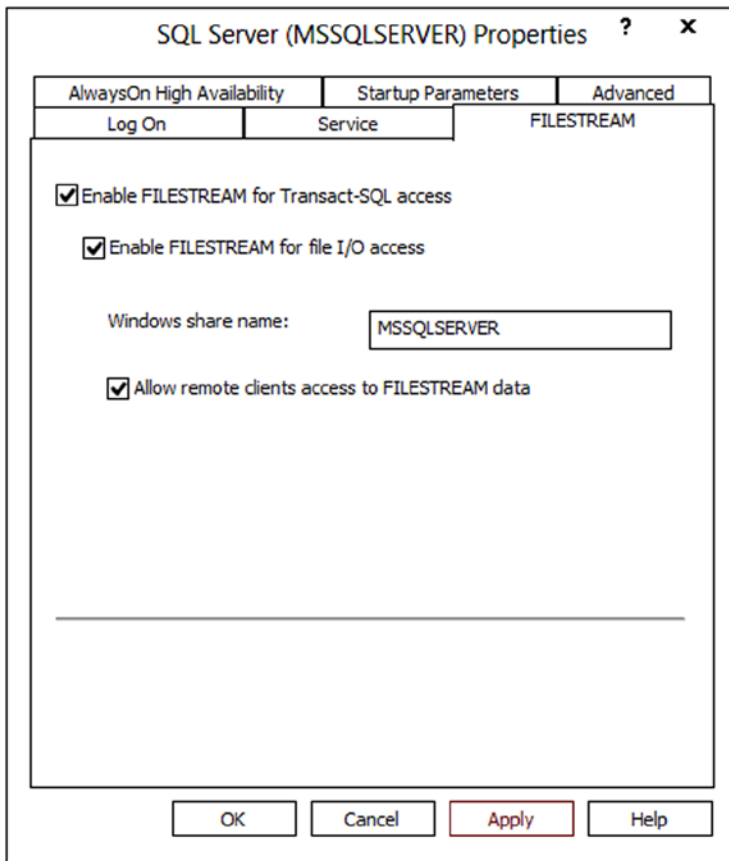 SQL Server (MSSQLSERVER) Properties ? x
AlwaysOn High Availability Startup Parameters Advanced
Log On Service FILESTREAM
Enable FILESTREAM for Transact-SQL access
Enable FILESTREAM for file I/O access
Windows share name: MSSQLSERVER
Allow remote clients access to FILESTREAM data
OK Cancel Apply Help